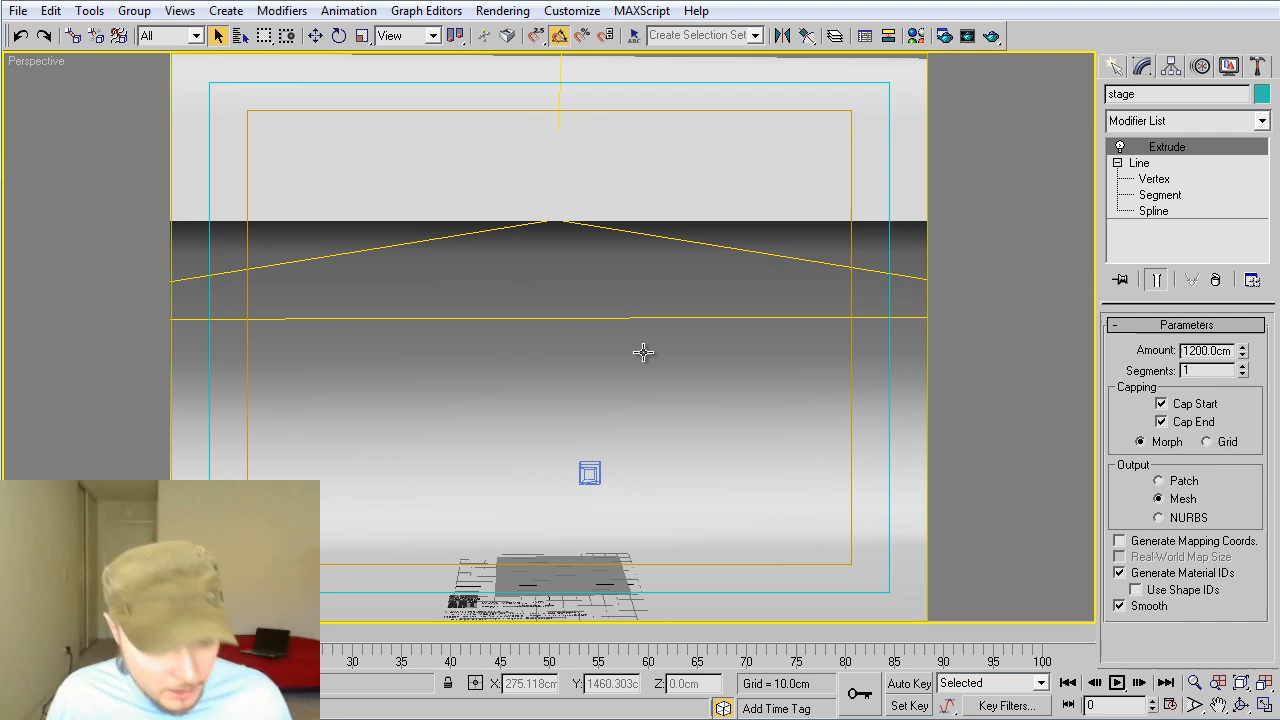 File Edit Tools Group Views Create Modifiers Animation Graph Editors Rendering Customize MAXScript Help
All View 2.5 Create Selection Set
Perspective
stage
Modifier List
Extrude
Line
Vertex
Segment
Spline
Parameters
Amount: 1200.0cm
Segments: 1
Capping
Cap Start
Cap End
Morph Grid
Output
Patch
Mesh
NURBS
Generate Mapping Coords.
Real-World Map Size
Generate Material IDs
Use Shape IDs
Smooth
30 35 40 45 50 55 60 65 70 75 80 85 90 95 100
X: 275.118cm Y: 1460.303c Z: 0.0cm Grid = 10.0cm Auto Key Selected
Add Time Tag Set Key Key Filters... 0